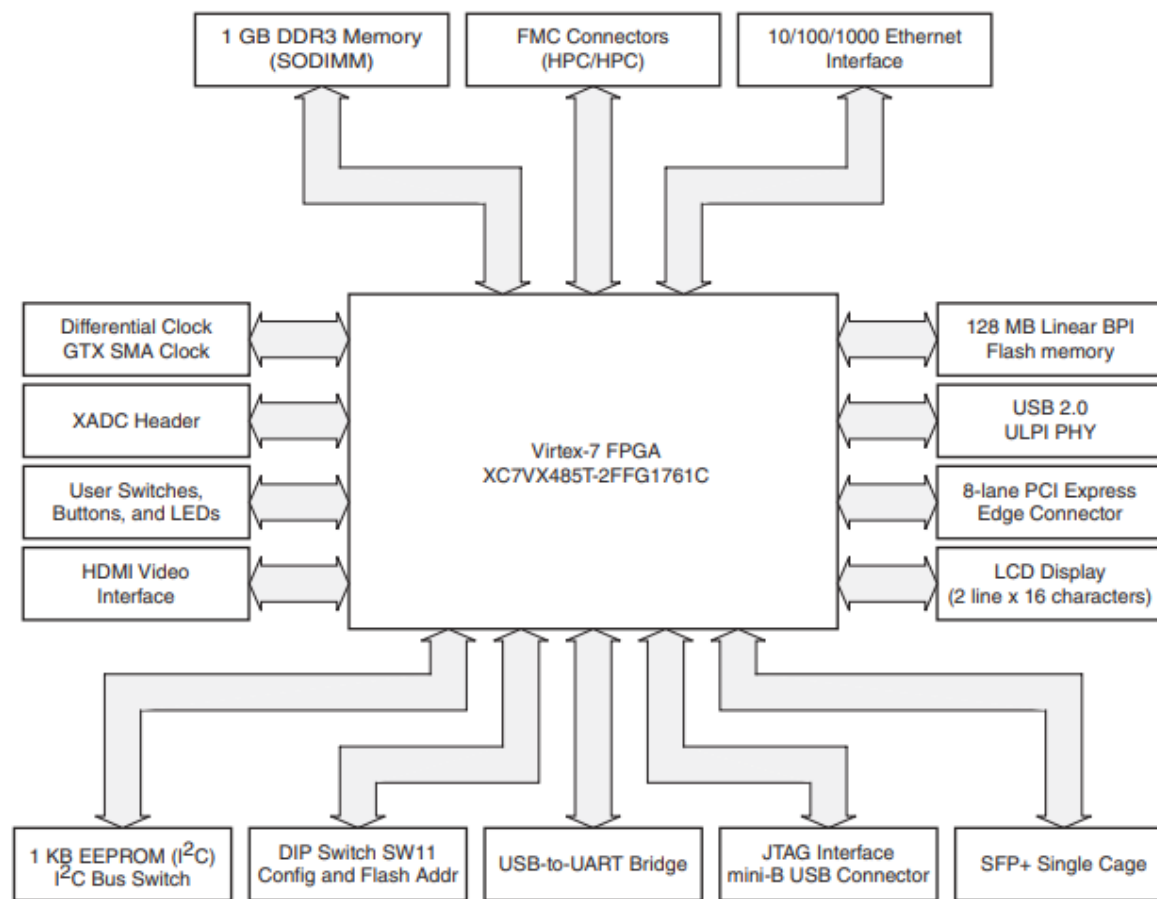 1 GB DDR3 Memory
(SODIMM)
FMC Connectors
(HPC/HPC)
10/100/1000 Ethernet
Interface
Differential Clock
GTX SMA Clock
XADC Header
User Switches,
Buttons, and LEDs
HDMI Video
Interface
Virtex-7 FPGA
XC7VX485T-2FFG1761C
128 MB Linear BPI
Flash memory
USB 2.0
ULPI PHY
8-lane PCI Express
Edge Connector
LCD Display
(2 line x 16 characters)
1 KB EEPROM (I²C)
I²C Bus Switch
DIP Switch SW11
Config and Flash Addr
USB-to-UART Bridge
JTAG Interface
mini-B USB Connector
SFP+ Single Cage